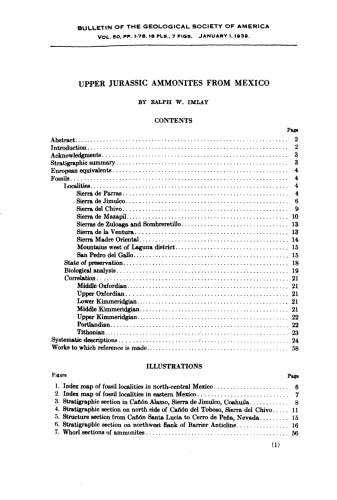 BULLETIN OF THE GEOLOGICAL SOCIETY OF AMERICA
VOL. 50, PP. 1-78, 18 PLS., 7 FIGS. JANUARY 1, 1939.
UPPER JURASSIC AMMONITES FROM MEXICO
BY RALPH W. IMLAY
CONTENTS
Page
Abstract 2
Introduction 2
Acknowledgments 3
Stratigraphic summary 3
European equivalents 4
Fossils 4
Localities 4
Sierra de Parras 4
Sierra de Jimulco 6
Sierra del Chivo 9
Sierra de Mazapil 10
Sierras de Zuloaga and Sombreretillo 13
Sierra de la Ventura 13
Sierra Madre Oriental 14
Mountains west of Laguna district 15
San Pedro del Gallo 15
State of preservation 18
Biological analysis 19
Correlation 21
Middle Oxfordian 21
Upper Oxfordian 21
Lower Kimmeridgian 21
Middle Kimmeridgian 21
Upper Kimmeridgian 22
Portlandian 22
Tithonian 23
Systematic descriptions 24
Works to which reference is made 58
ILLUSTRATIONS
Figure Page
1. Index map of fossil localities in north-central Mexico 6
2. Index map of fossil localities in eastern Mexico 7
3. Stratigraphic section in Cañón Alamo, Sierra de Jimulco, Coahuila 8
4. Stratigraphic section on north side of Cañón del Toboso, Sierra del Chivo 11
5. Structure section from Cañón Santa Lucia to Cerro de Peña, Nevada 15
6. Stratigraphic section on northwest flank of Barrier Anticline 16
7. Whorl sections of ammonites 56
(1)